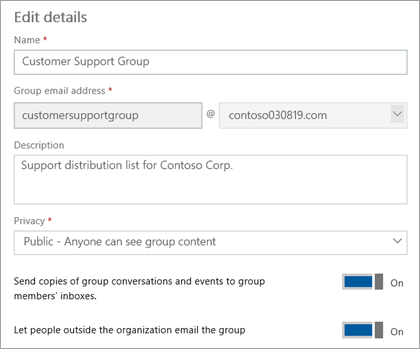 Edit details
Name *
Customer Support Group
Group email address *
customersupportgroup @ contoso030819.com
Description
Support distribution list for Contoso Corp.
Privacy *
Public - Anyone can see group content
Send copies of group conversations and events to group
members' inboxes.
On
Let people outside the organization email the group
On